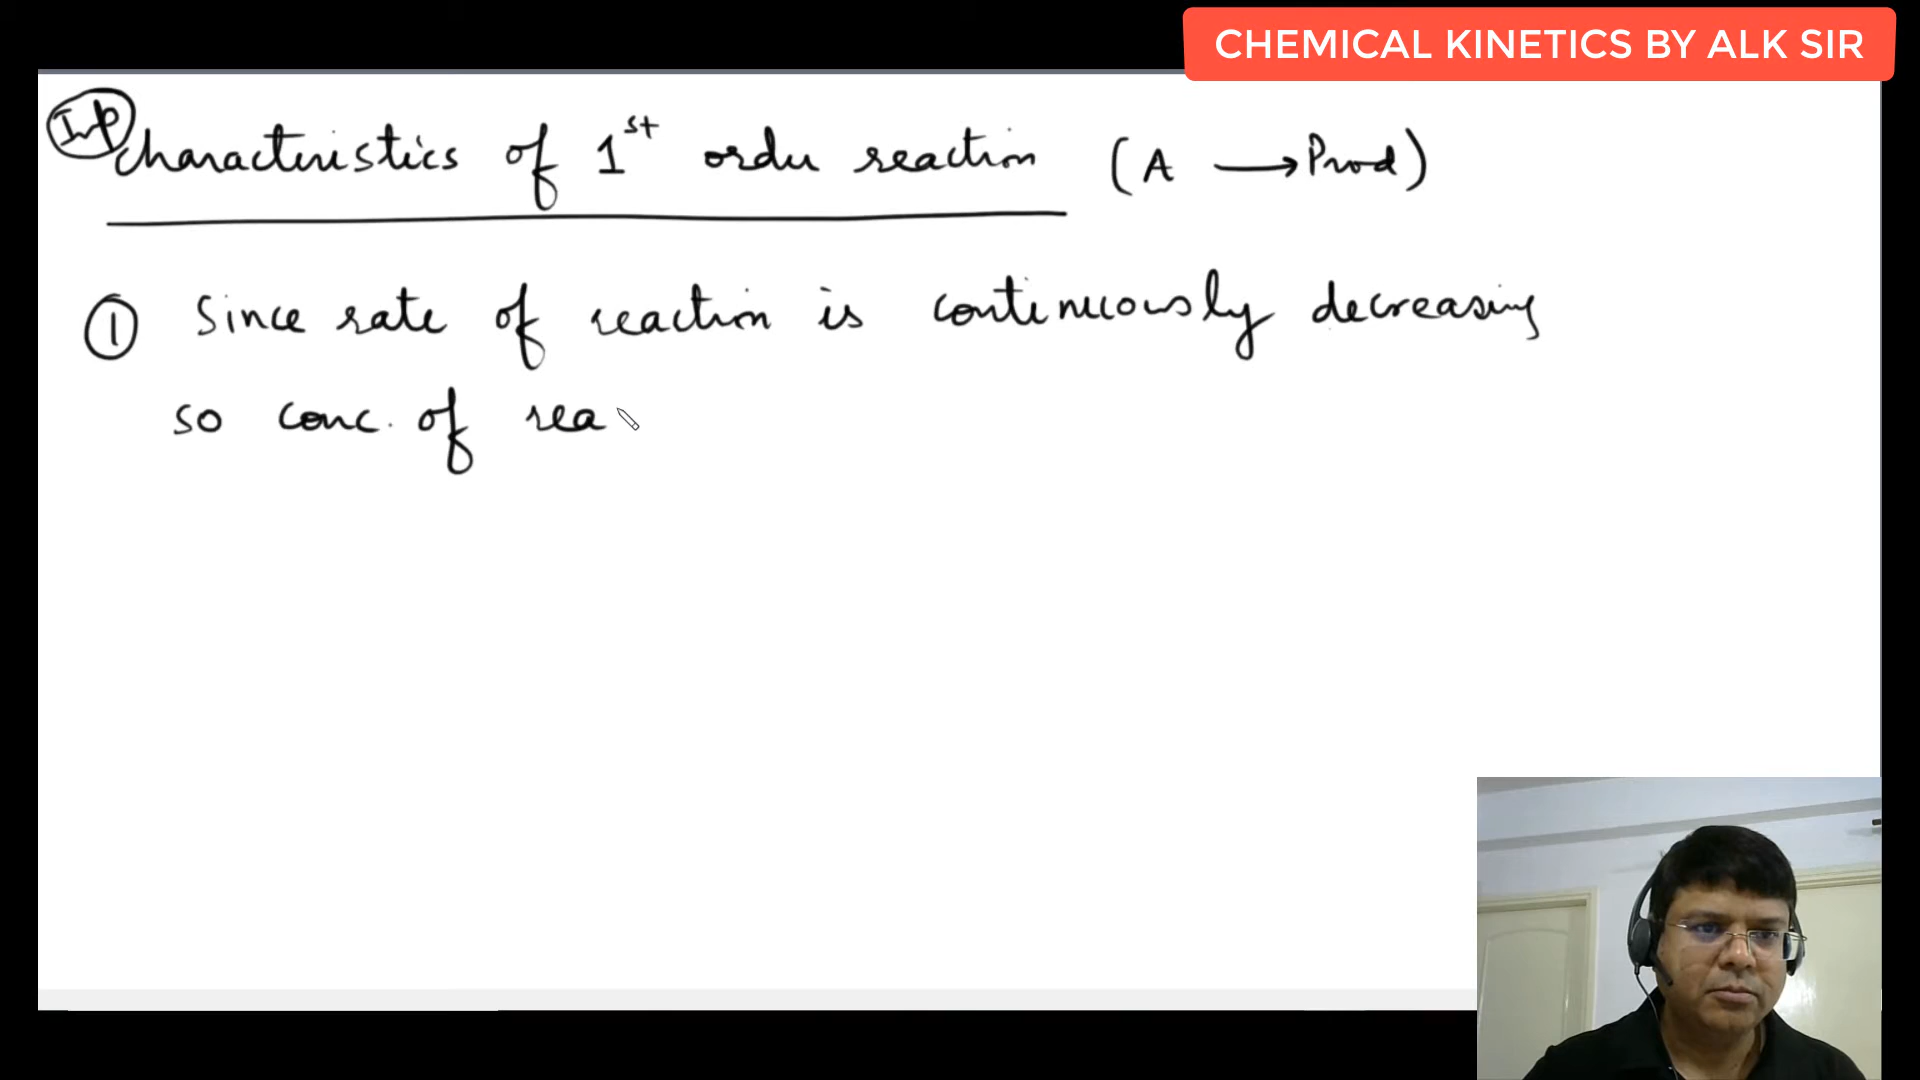 CHEMICAL KINETICS BY ALK SIR
Imp
Characteristics of 1st order reaction (A → Prod)
① Since rate of reaction is continuously decreasing
so conc. of rea